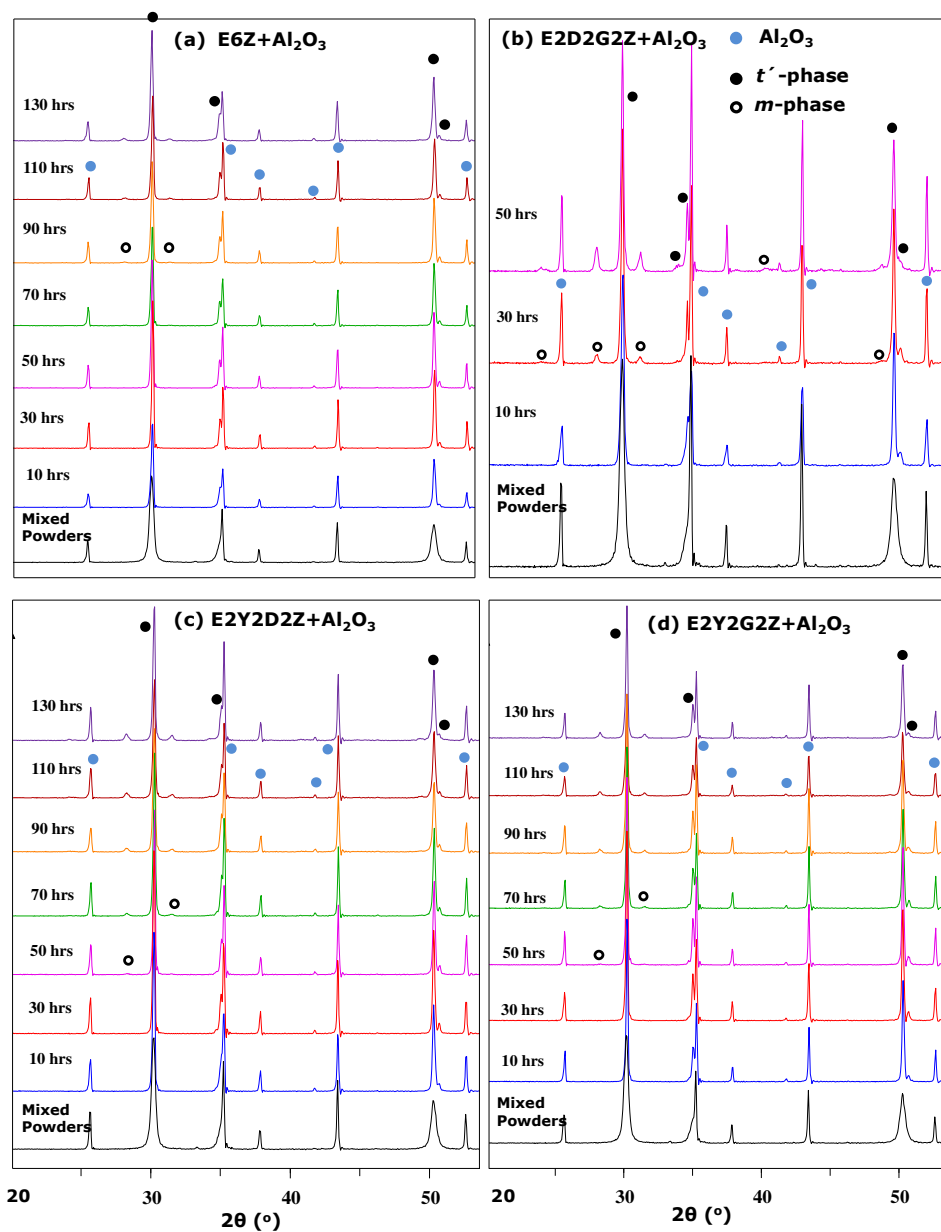 (a) E6Z+Al₂O₃
130 hrs
110 hrs
90 hrs
70 hrs
50 hrs
30 hrs
10 hrs
Mixed
Powders
(b) E2D2G2Z+Al₂O₃
Al₂O₃
t´-phase
m-phase
50 hrs
30 hrs
10 hrs
Mixed
Powders
(c) E2Y2D2Z+Al₂O₃
130 hrs
110 hrs
90 hrs
70 hrs
50 hrs
30 hrs
10 hrs
Mixed
Powders
20 30 40 50
2θ (°)
(d) E2Y2G2Z+Al₂O₃
130 hrs
110 hrs
90 hrs
70 hrs
50 hrs
30 hrs
10 hrs
Mixed
Powders
20 30 40 50
2θ (°)